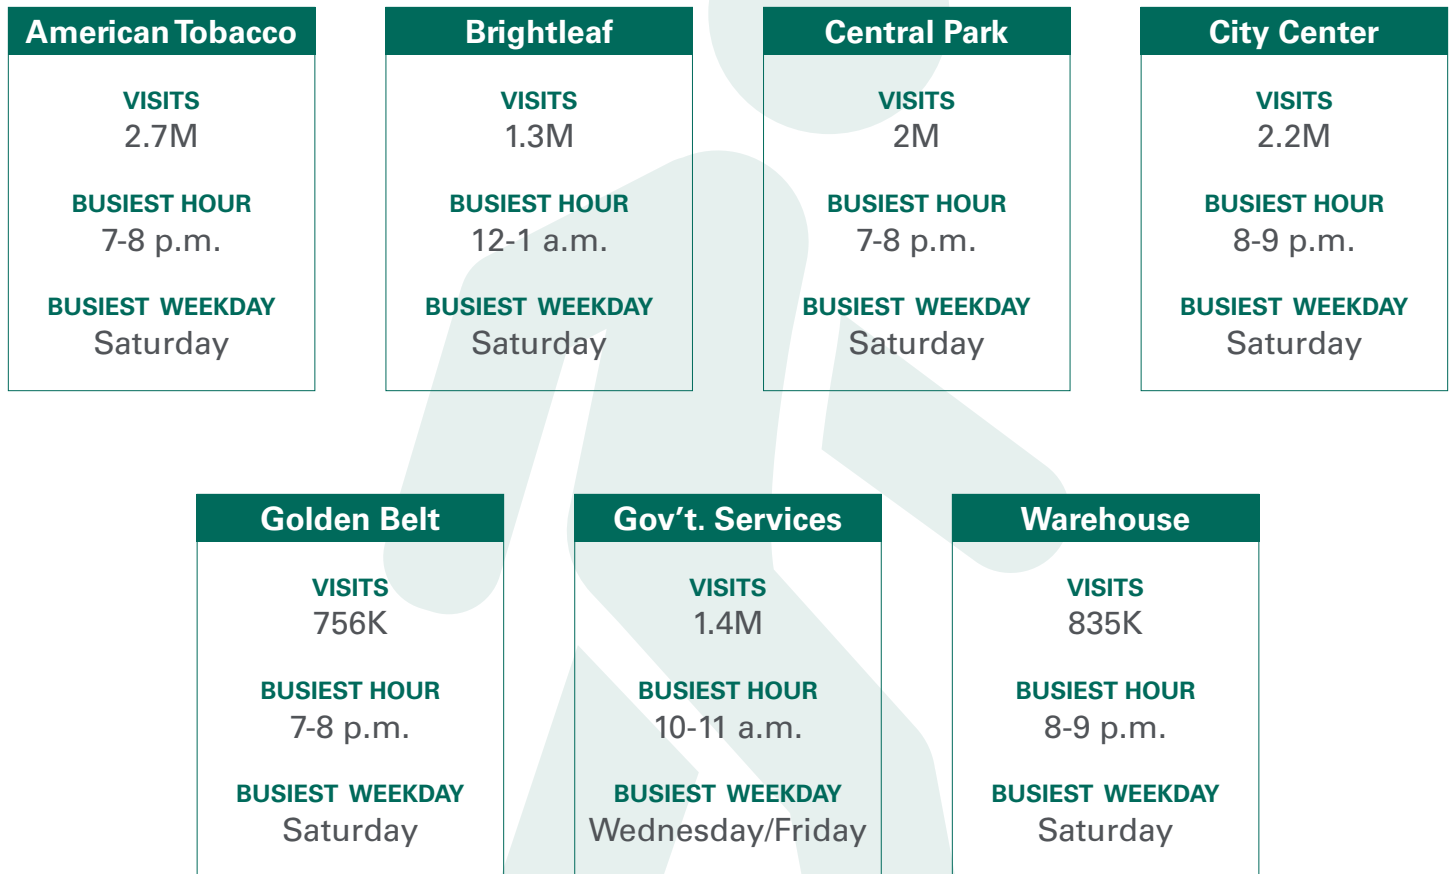 American Tobacco
VISITS
2.7M
BUSIEST HOUR
7-8 p.m.
BUSIEST WEEKDAY
Saturday
Brightleaf
VISITS
1.3M
BUSIEST HOUR
12-1 a.m.
BUSIEST WEEKDAY
Saturday
Central Park
VISITS
2M
BUSIEST HOUR
7-8 p.m.
BUSIEST WEEKDAY
Saturday
City Center
VISITS
2.2M
BUSIEST HOUR
8-9 p.m.
BUSIEST WEEKDAY
Saturday
Golden Belt
VISITS
756K
BUSIEST HOUR
7-8 p.m.
BUSIEST WEEKDAY
Saturday
Gov't. Services
VISITS
1.4M
BUSIEST HOUR
10-11 a.m.
BUSIEST WEEKDAY
Wednesday/Friday
Warehouse
VISITS
835K
BUSIEST HOUR
8-9 p.m.
BUSIEST WEEKDAY
Saturday